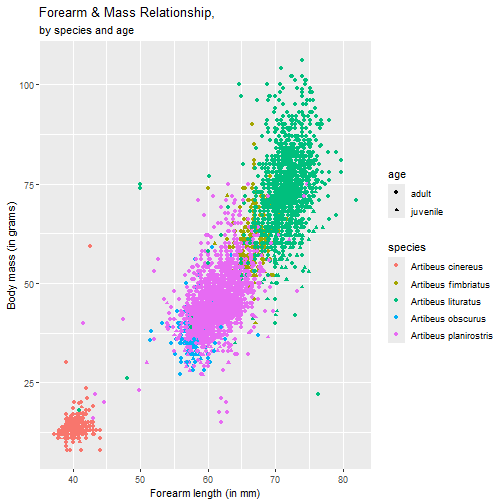 Forearm & Mass Relationship,
by species and age
100
75
50
25
40
50
60
70
80
Body mass (in grams)
Forearm length (in mm)
age
adult
juvenile
species
Artibeus cinereus
Artibeus fimbriatus
Artibeus lituratus
Artibeus obscurus
Artibeus planirostris